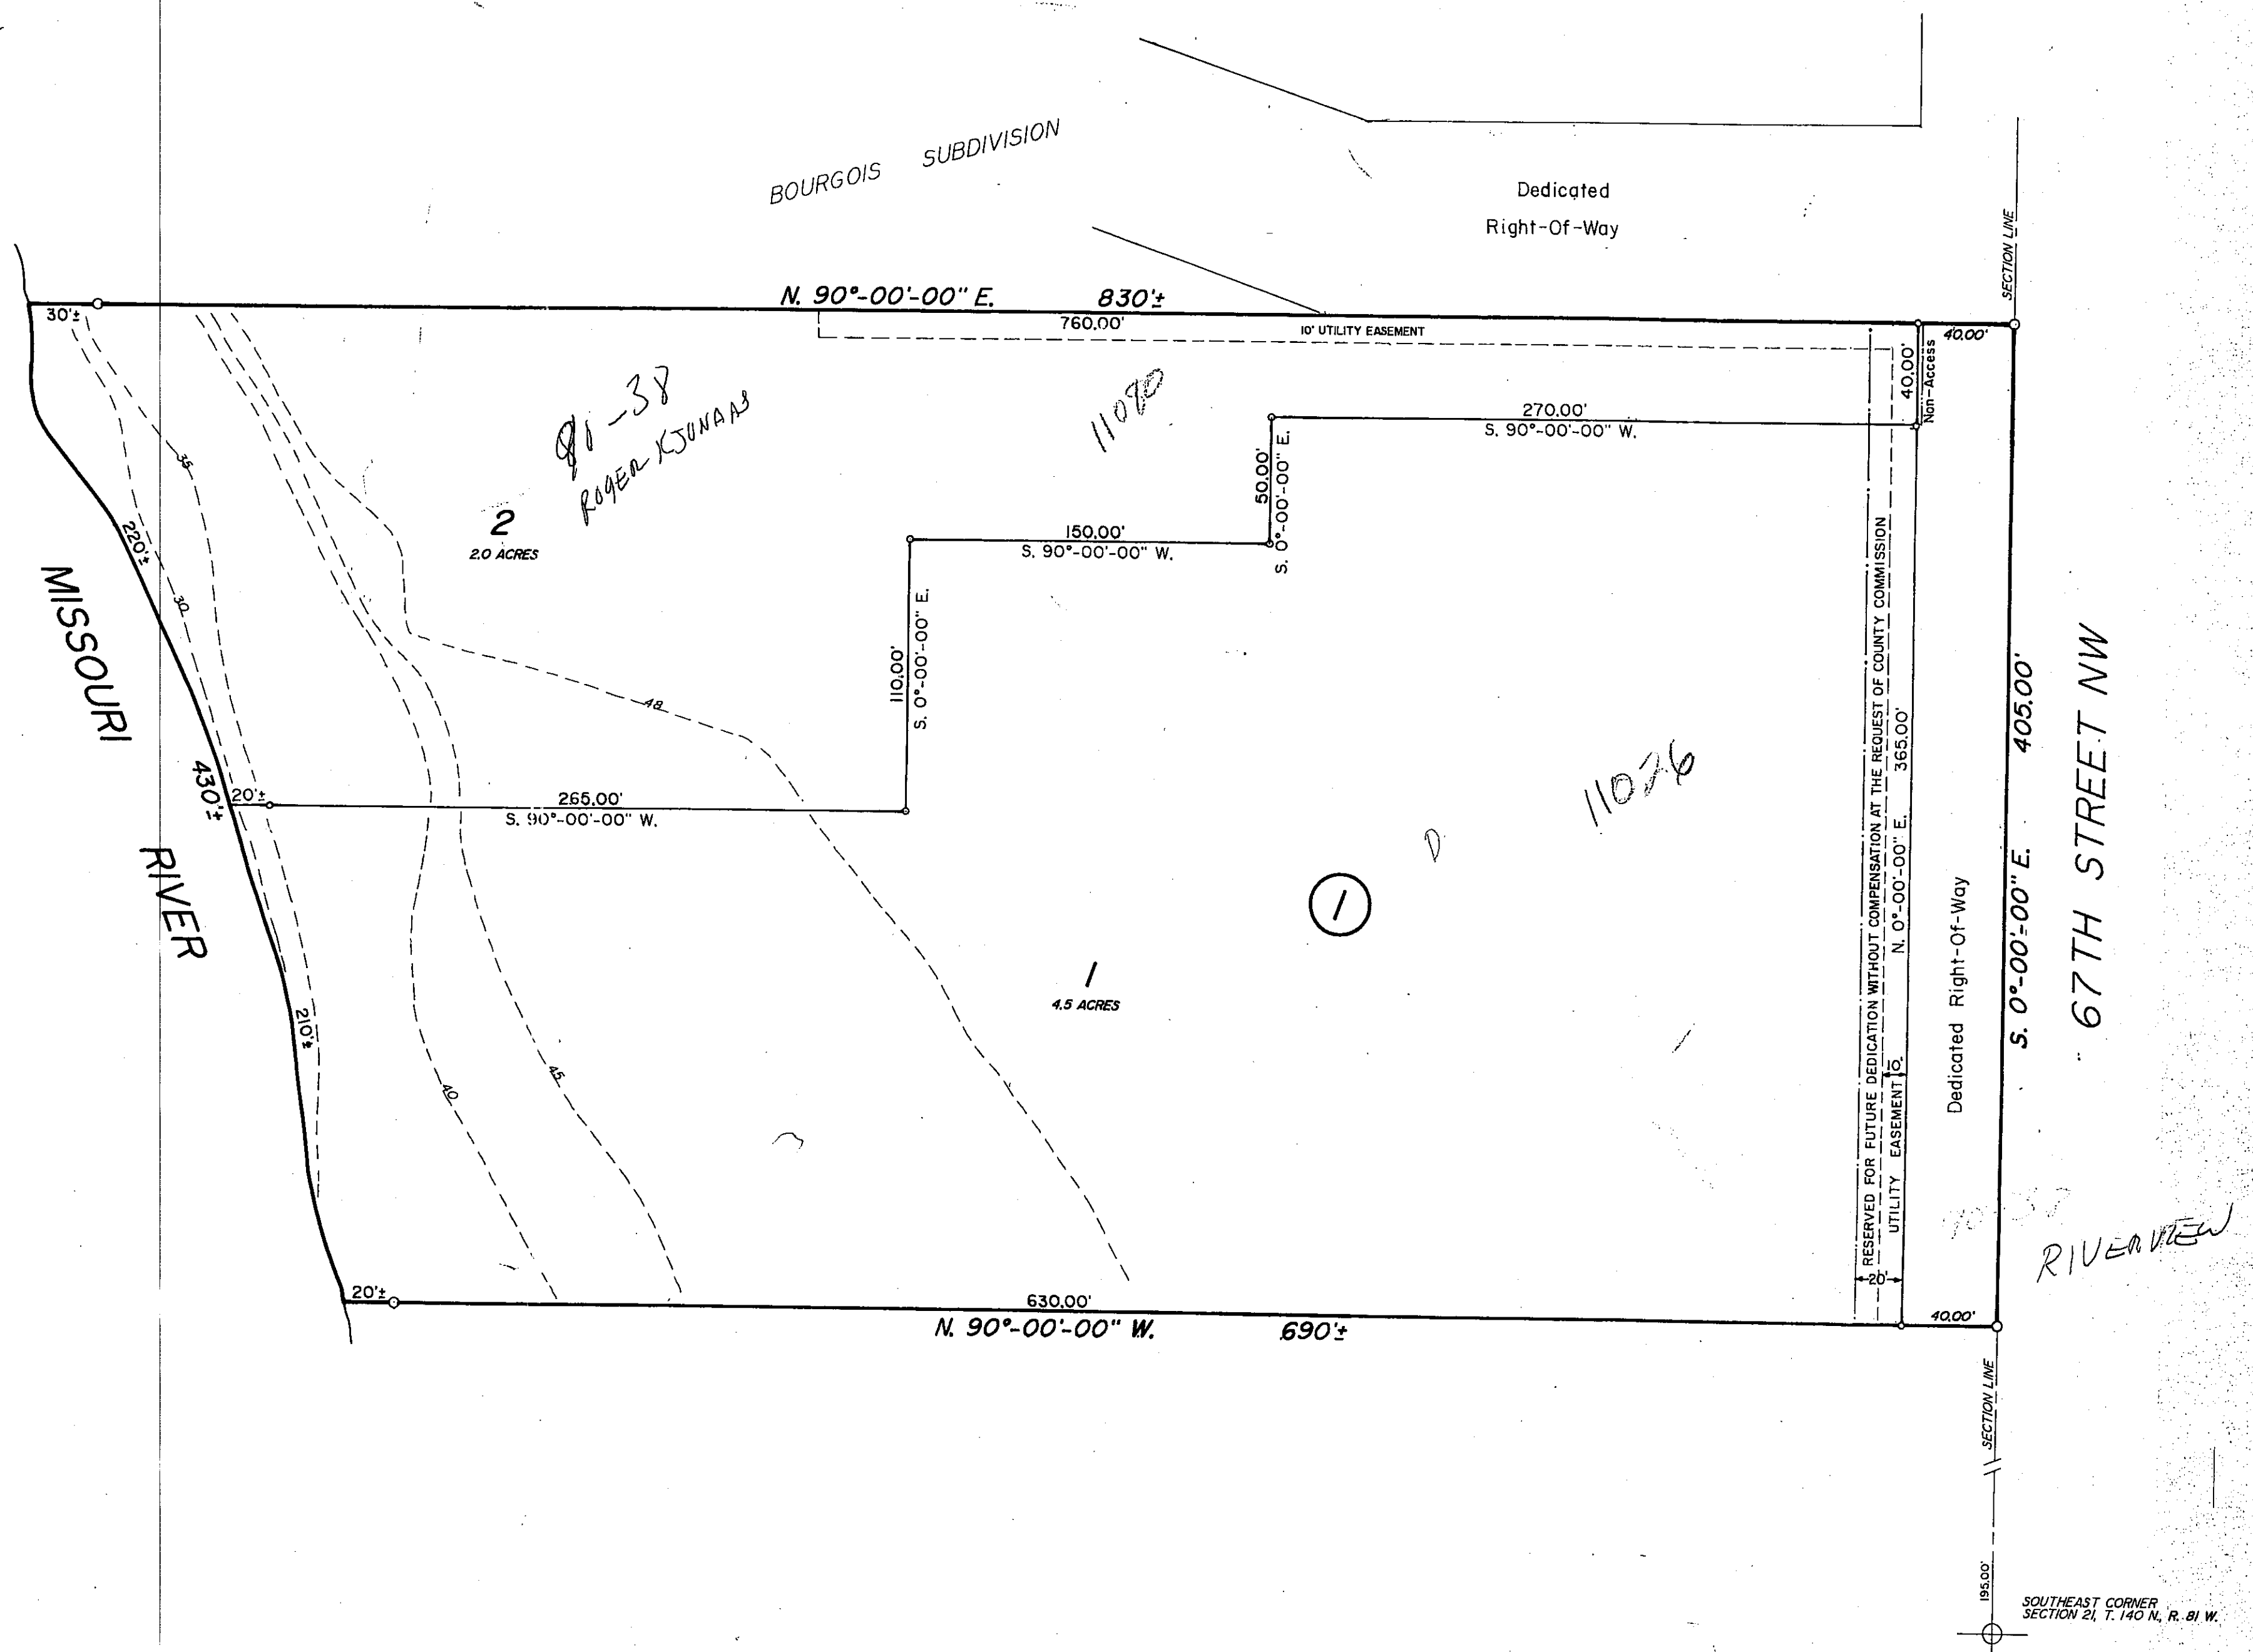 BOURGOIS SUBDIVISION
Dedicated
Right-Of-Way
SECTION LINE
N. 90°-00'-00" E. 830'±
30'±
760.00'
10' UTILITY EASEMENT
40.00'
40.00'
Non-Access
11080
270.00'
S. 90°-00'-00" W.
50.00'
S. 0°-00'-00" E.
35
-38
ROGER
2
2.0 ACRES
150.00'
S. 90°-00'-00" W.
220'±
30
MISSOURI
RIVER
110.00'
S. 0°-00'-00" E.
48
430'±
20'±
265.00'
S. 90°-00'-00" W.
11026
1
1
4.5 ACRES
210'±
40
45
RESERVED FOR FUTURE DEDICATION WITHOUT COMPENSATION AT THE REQUEST OF COUNTY COMMISSION
N. 0°-00'-00" E. 365.00'
UTILITY EASEMENT 10'
Dedicated Right-Of-Way
S. 0°-00'-00" E. 405.00'
67TH STREET NW
RIVERVIEW
20'
20'±
630.00'
40.00'
N. 90°-00'-00" W. 690'±
SECTION LINE
195.00'
SOUTHEAST CORNER
SECTION 21, T. 140 N., R. 81 W.